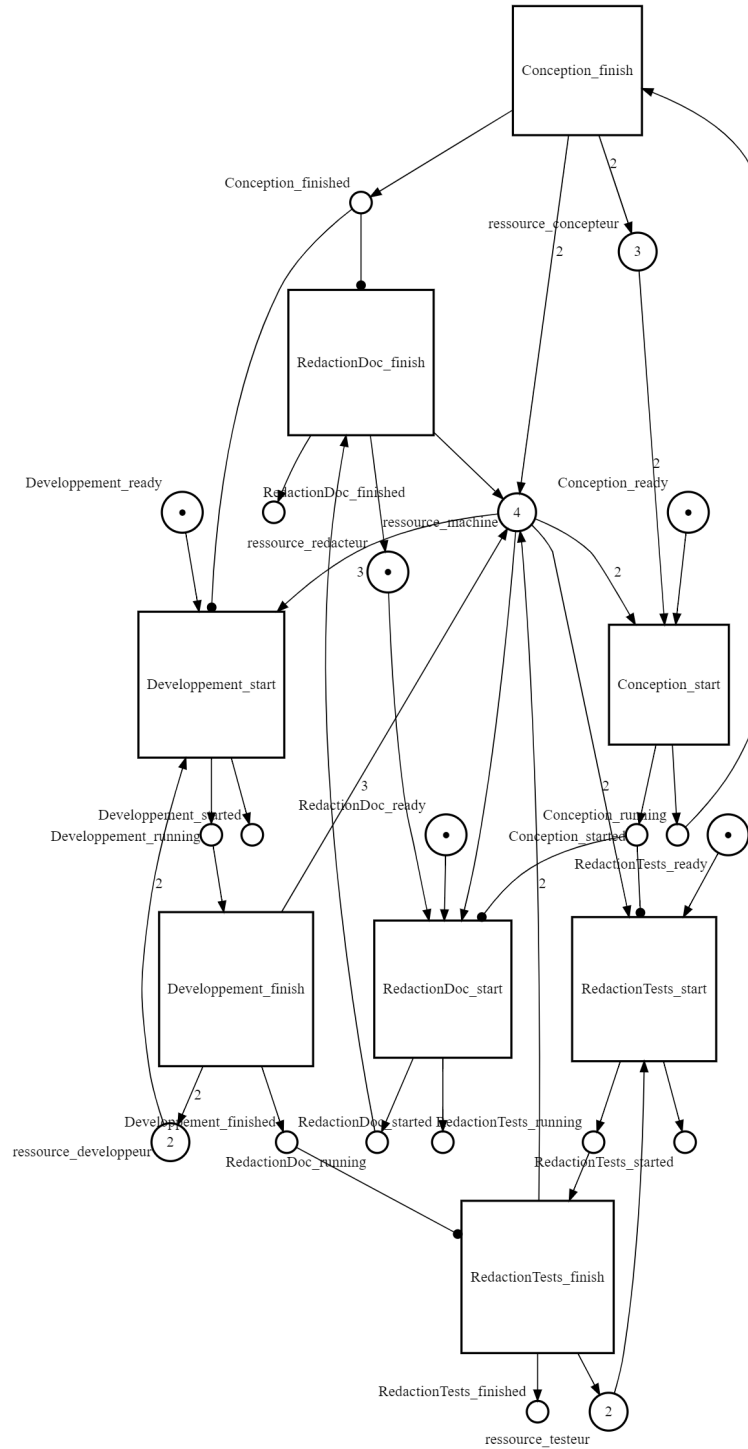 Conception_finish
2
Conception_finished
ressource_concepteur
2
3
RedactionDoc_finish
2
Developpement_ready
Conception_ready
RedactionDoc_finished
4
ressource_machine
ressource_redacteur
3
2
Developpement_start
Conception_start
3
2
RedactionDoc_ready
Developpement_started
Conception_running
Developpement_running
Conception_started
RedactionTests_ready
2
2
Developpement_finish
RedactionDoc_start
RedactionTests_start
2
Developpement_finished
RedactionDoc_started
RedactionTests_running
2
ressource_developpeur
RedactionDoc_running
RedactionTests_started
RedactionTests_finish
RedactionTests_finished
2
ressource_testeur